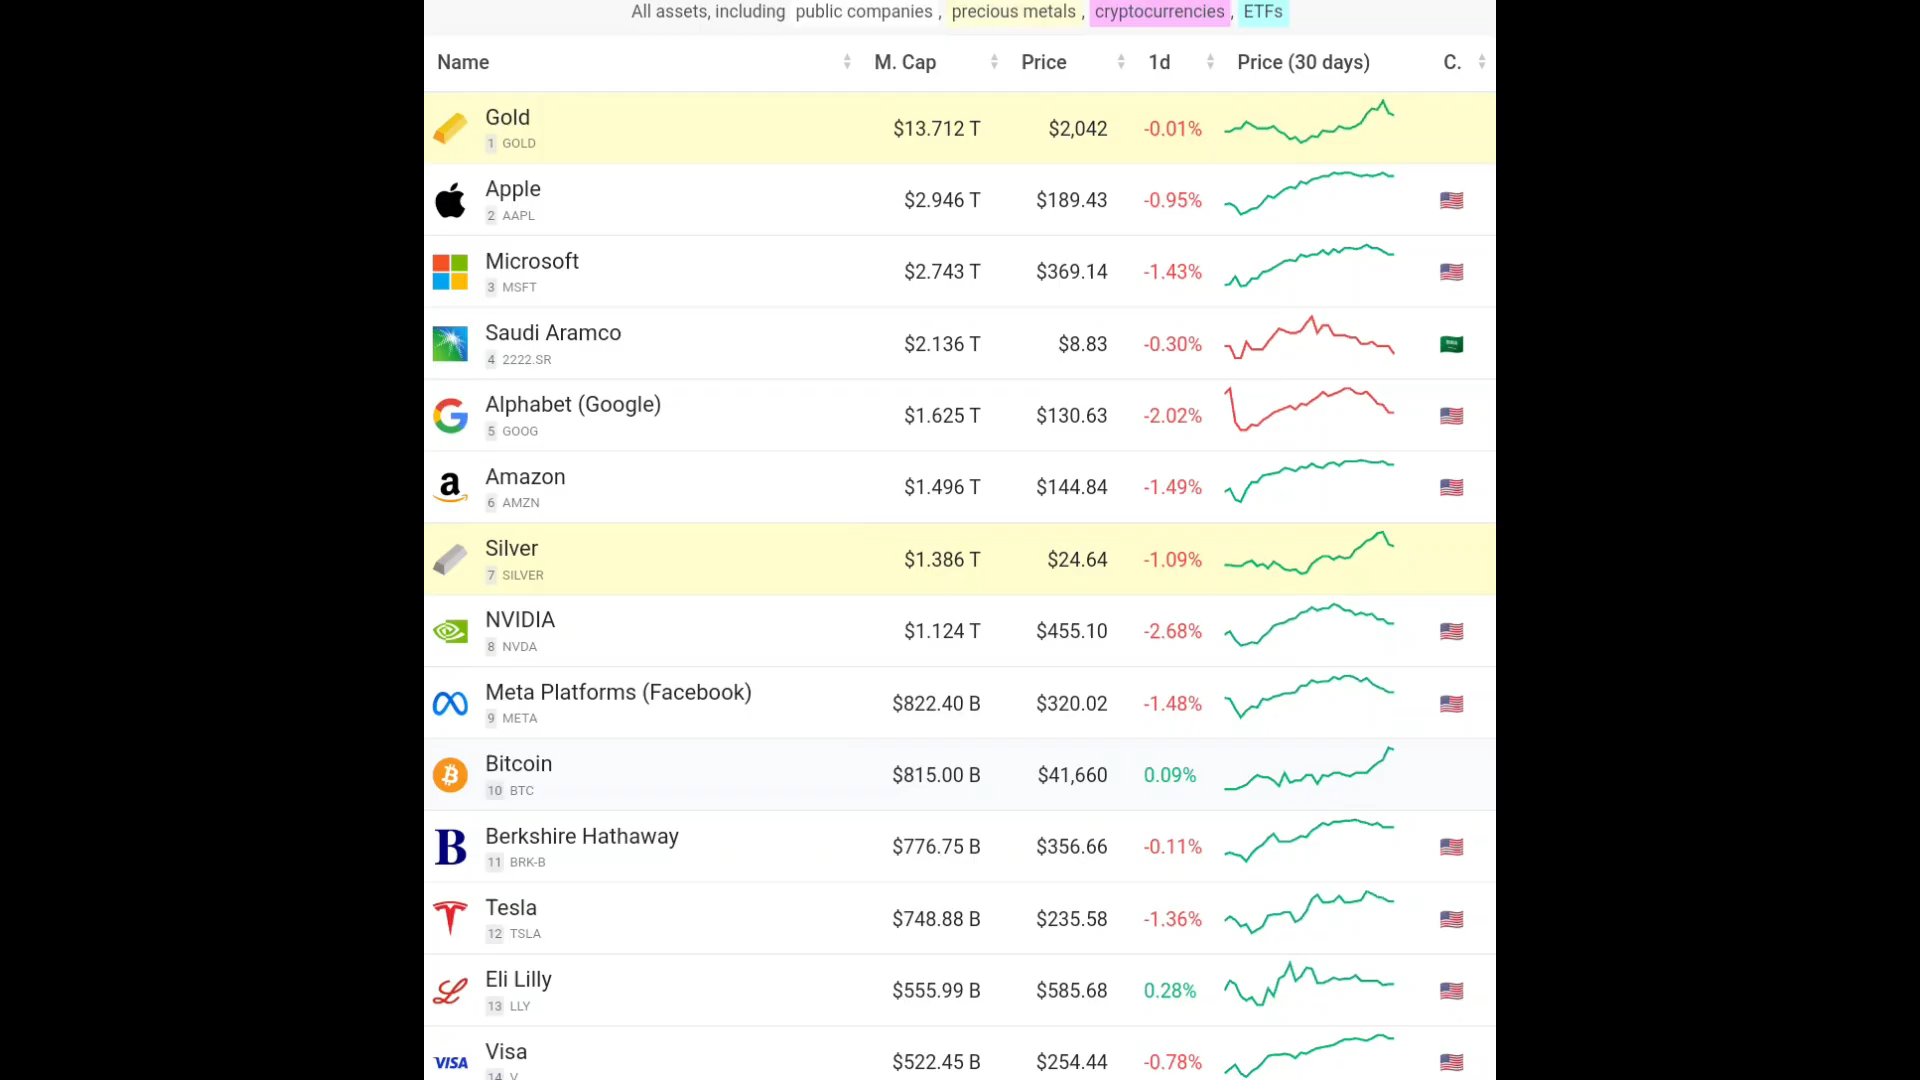 All assets, including public companies , precious metals , cryptocurrencies , ETFs
Name M. Cap Price 1d Price (30 days) C.
Gold
1 GOLD
$13.712 T $2,042 -0.01%
Apple
2 AAPL
$2.946 T $189.43 -0.95%
Microsoft
3 MSFT
$2.743 T $369.14 -1.43%
Saudi Aramco
4 2222.SR
$2.136 T $8.83 -0.30%
Alphabet (Google)
5 GOOG
$1.625 T $130.63 -2.02%
a
Amazon
6 AMZN
$1.496 T $144.84 -1.49%
Silver
7 SILVER
$1.386 T $24.64 -1.09%
NVIDIA
8 NVDA
$1.124 T $455.10 -2.68%
Meta Platforms (Facebook)
9 META
$822.40 B $320.02 -1.48%
Bitcoin
10 BTC
$815.00 B $41,660 0.09%
B
Berkshire Hathaway
11 BRK-B
$776.75 B $356.66 -0.11%
Tesla
12 TSLA
$748.88 B $235.58 -1.36%
Eli Lilly
13 LLY
$555.99 B $585.68 0.28%
VISA
Visa
14 V
$522.45 B $254.44 -0.78%